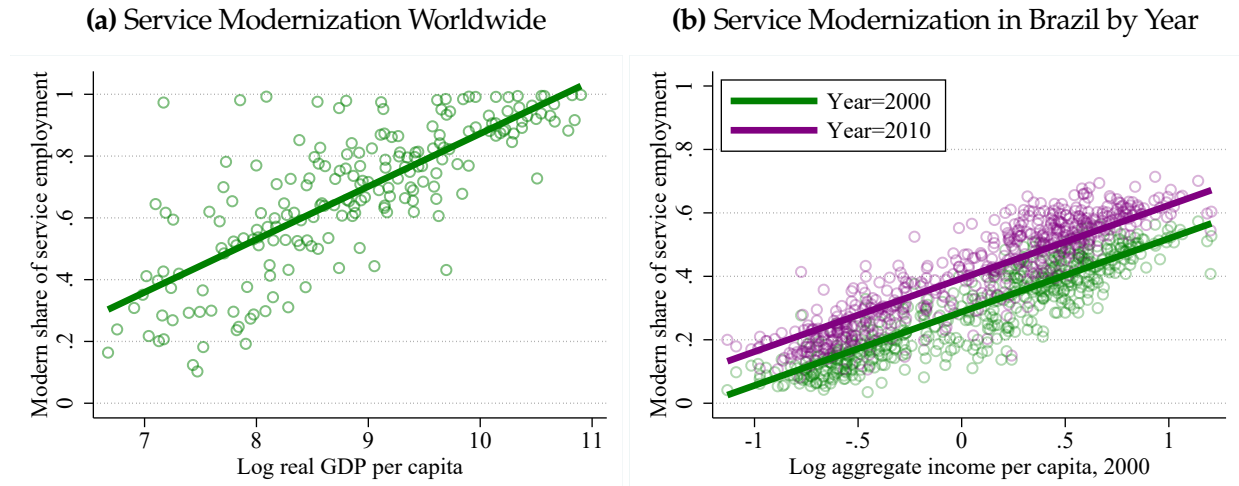 (a) Service Modernization Worldwide
Modern share of service employment
1
.8
.6
.4
.2
0
7 8 9 10 11
Log real GDP per capita
(b) Service Modernization in Brazil by Year
Year=2000
Year=2010
Modern share of service employment
1
.8
.6
.4
.2
0
-1 -.5 0 .5 1
Log aggregate income per capita, 2000